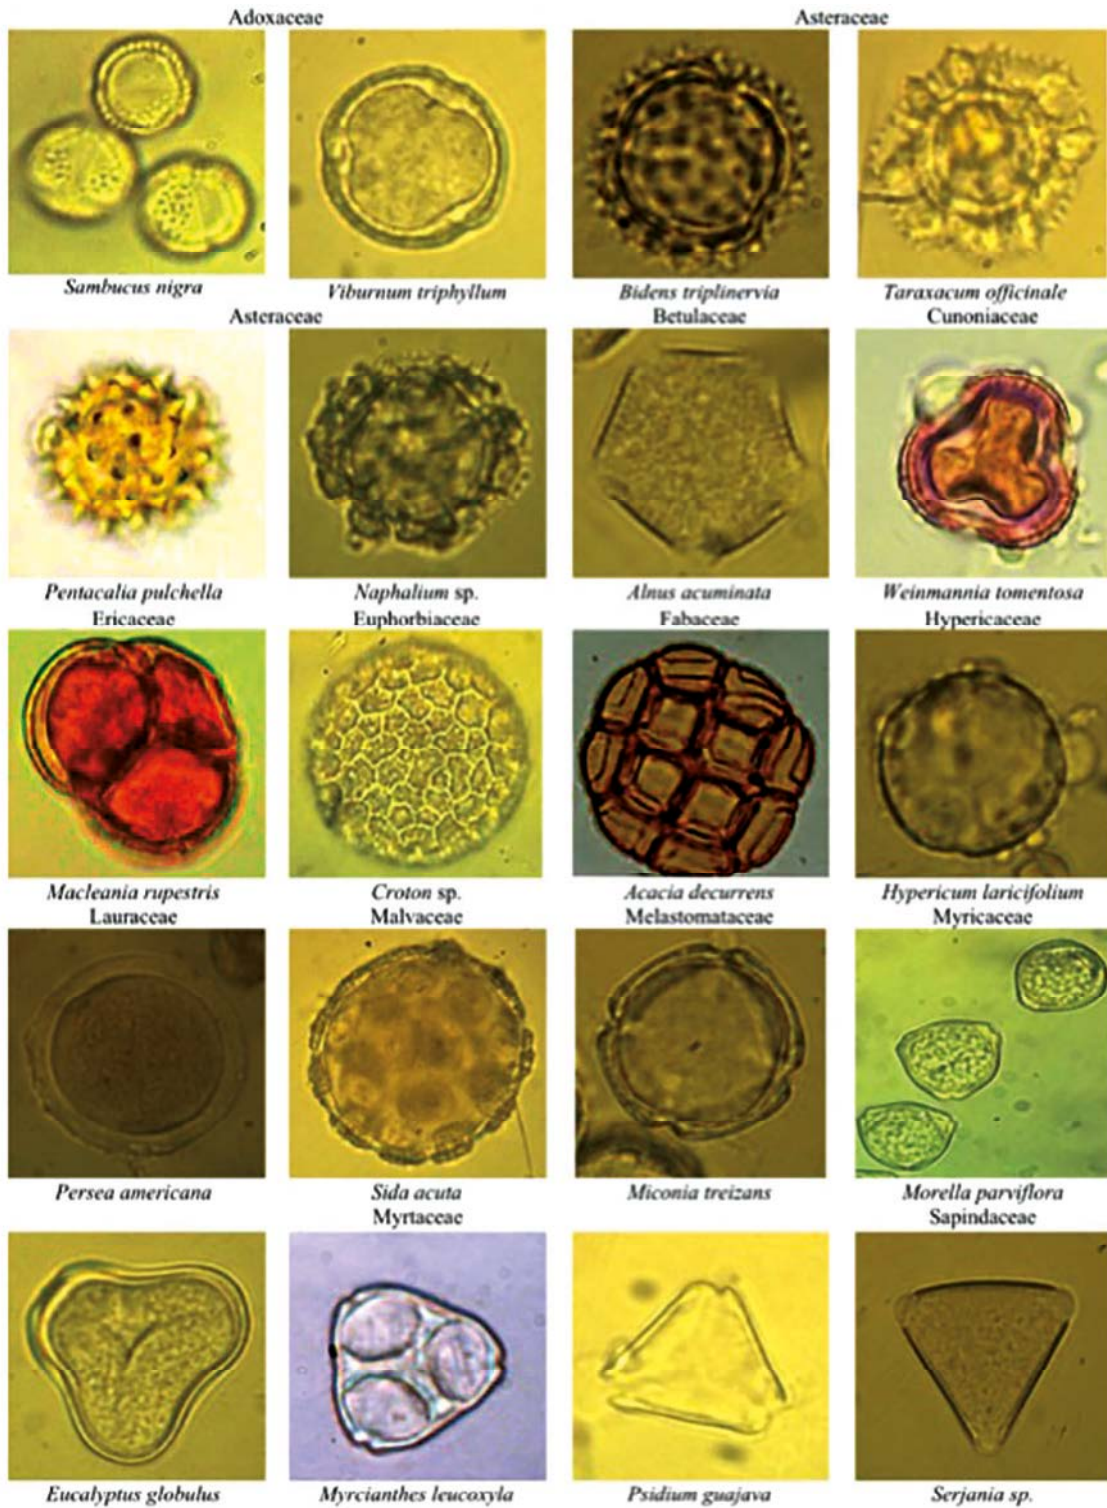 Adoxaceae Asteraceae
Sambucus nigra Viburnum triphyllum Bidens triplinervia Taraxacum officinale
Asteraceae Betulaceae Cunoniaceae
Pentacalia pulchella Naphalium sp. Alnus acuminata Weinmannia tomentosa
Ericaceae Euphorbiaceae Fabaceae Hypericaceae
Macleania rupestris Croton sp. Acacia decurrens Hypericum laricifolium
Lauraceae Malvaceae Melastomataceae Myricaceae
Persea americana Sida acuta Miconia treizans Morella parviflora
Myrtaceae Sapindaceae
Eucalyptus globulus Myrcianthes leucoxyla Psidium guajava Serjania sp.